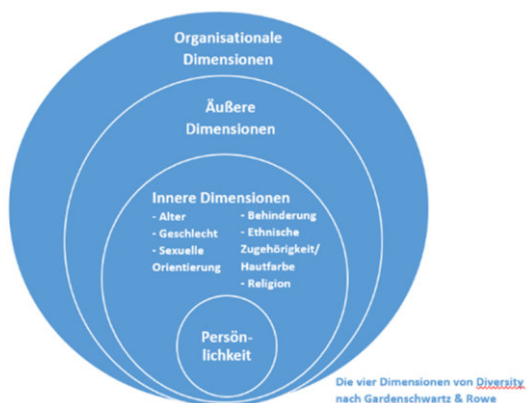 Organisationale
Dimensionen
Äußere
Dimensionen
Innere Dimensionen
- Alter
- Geschlecht
- Sexuelle
Orientierung
- Behinderung
- Ethnische
Zugehörigkeit/
Hautfarbe
- Religion
Persön-
lichkeit
Die vier Dimensionen von Diversity
nach Gardenschwartz & Rowe